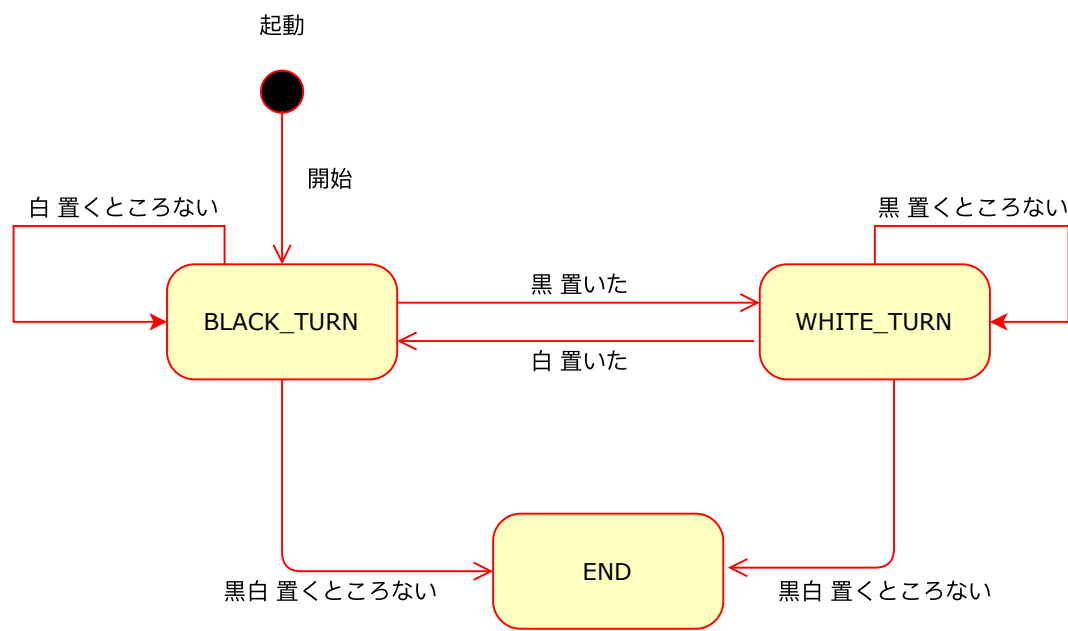 起動
開始
白 置くところない
黒 置くところない
黒 置いた
BLACK_TURN
WHITE_TURN
白 置いた
END
黒白 置くところない
黒白 置くところない